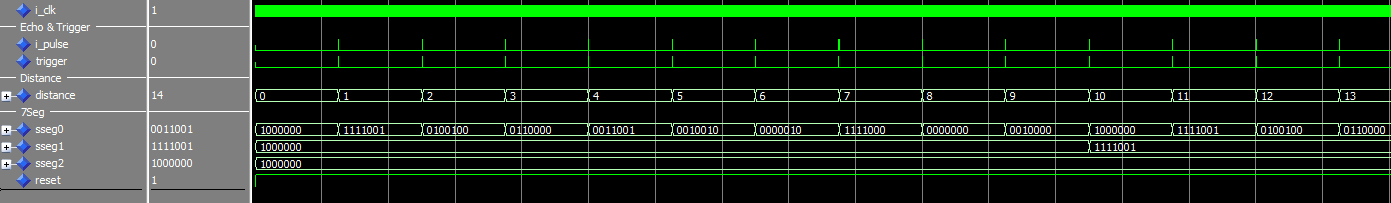 i_clk 1
Echo & Trigger
i_pulse 0
trigger 0
Distance
distance 14 0 1 2 3 4 5 6 7 8 9 10 11 12 13
7Seg
sseg0 0011001 1000000 1111001 0100100 0110000 0011001 0010010 0000010 1111000 0000000 0010000 1000000 1111001 0100100 0110000
sseg1 1111001 1000000 1111001
sseg2 1000000 1000000
reset 1